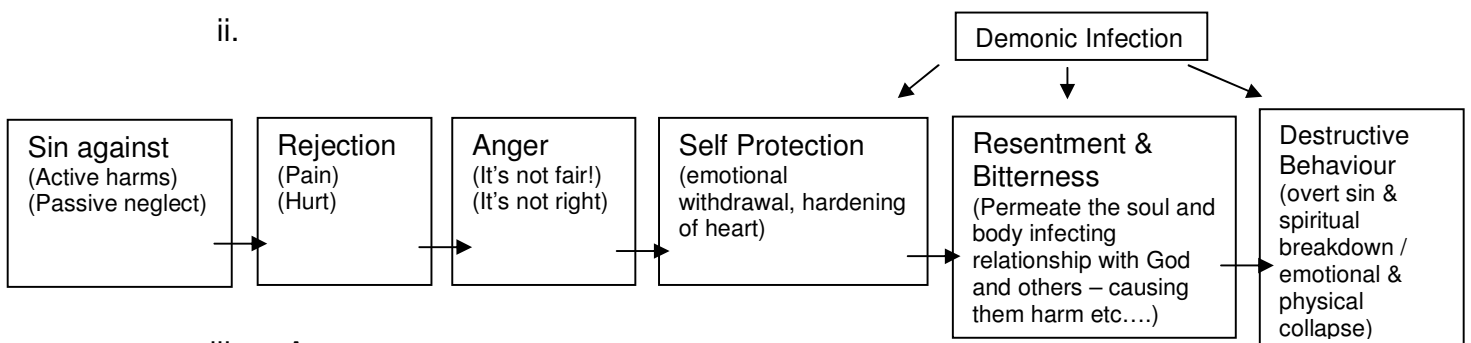 ii.
Demonic Infection
Sin against
(Active harms)
(Passive neglect)
Rejection
(Pain)
(Hurt)
Anger
(It's not fair!)
(It's not right)
Self Protection
(emotional
withdrawal, hardening
of heart)
Resentment &
Bitterness
(Permeate the soul and
body infecting
relationship with God
and others – causing
them harm etc….)
Destructive
Behaviour
(overt sin &
spiritual
breakdown /
emotional &
physical
collapse)